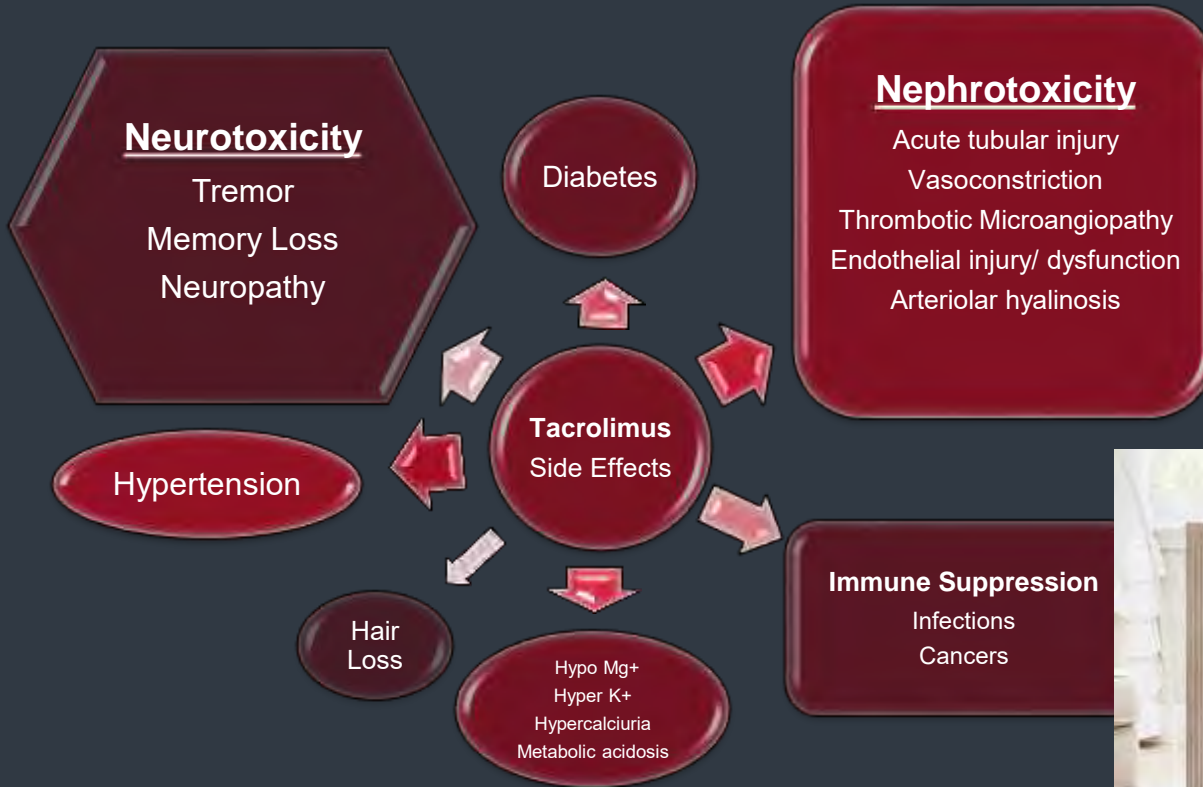 Neurotoxicity
Tremor
Memory Loss
Neuropathy
Diabetes
Nephrotoxicity
Acute tubular injury
Vasoconstriction
Thrombotic Microangiopathy
Endothelial injury/ dysfunction
Arteriolar hyalinosis
Tacrolimus
Side Effects
Hypertension
Hair
Loss
Hypo Mg+
Hyper K+
Hypercalciuria
Metabolic acidosis
Immune Suppression
Infections
Cancers